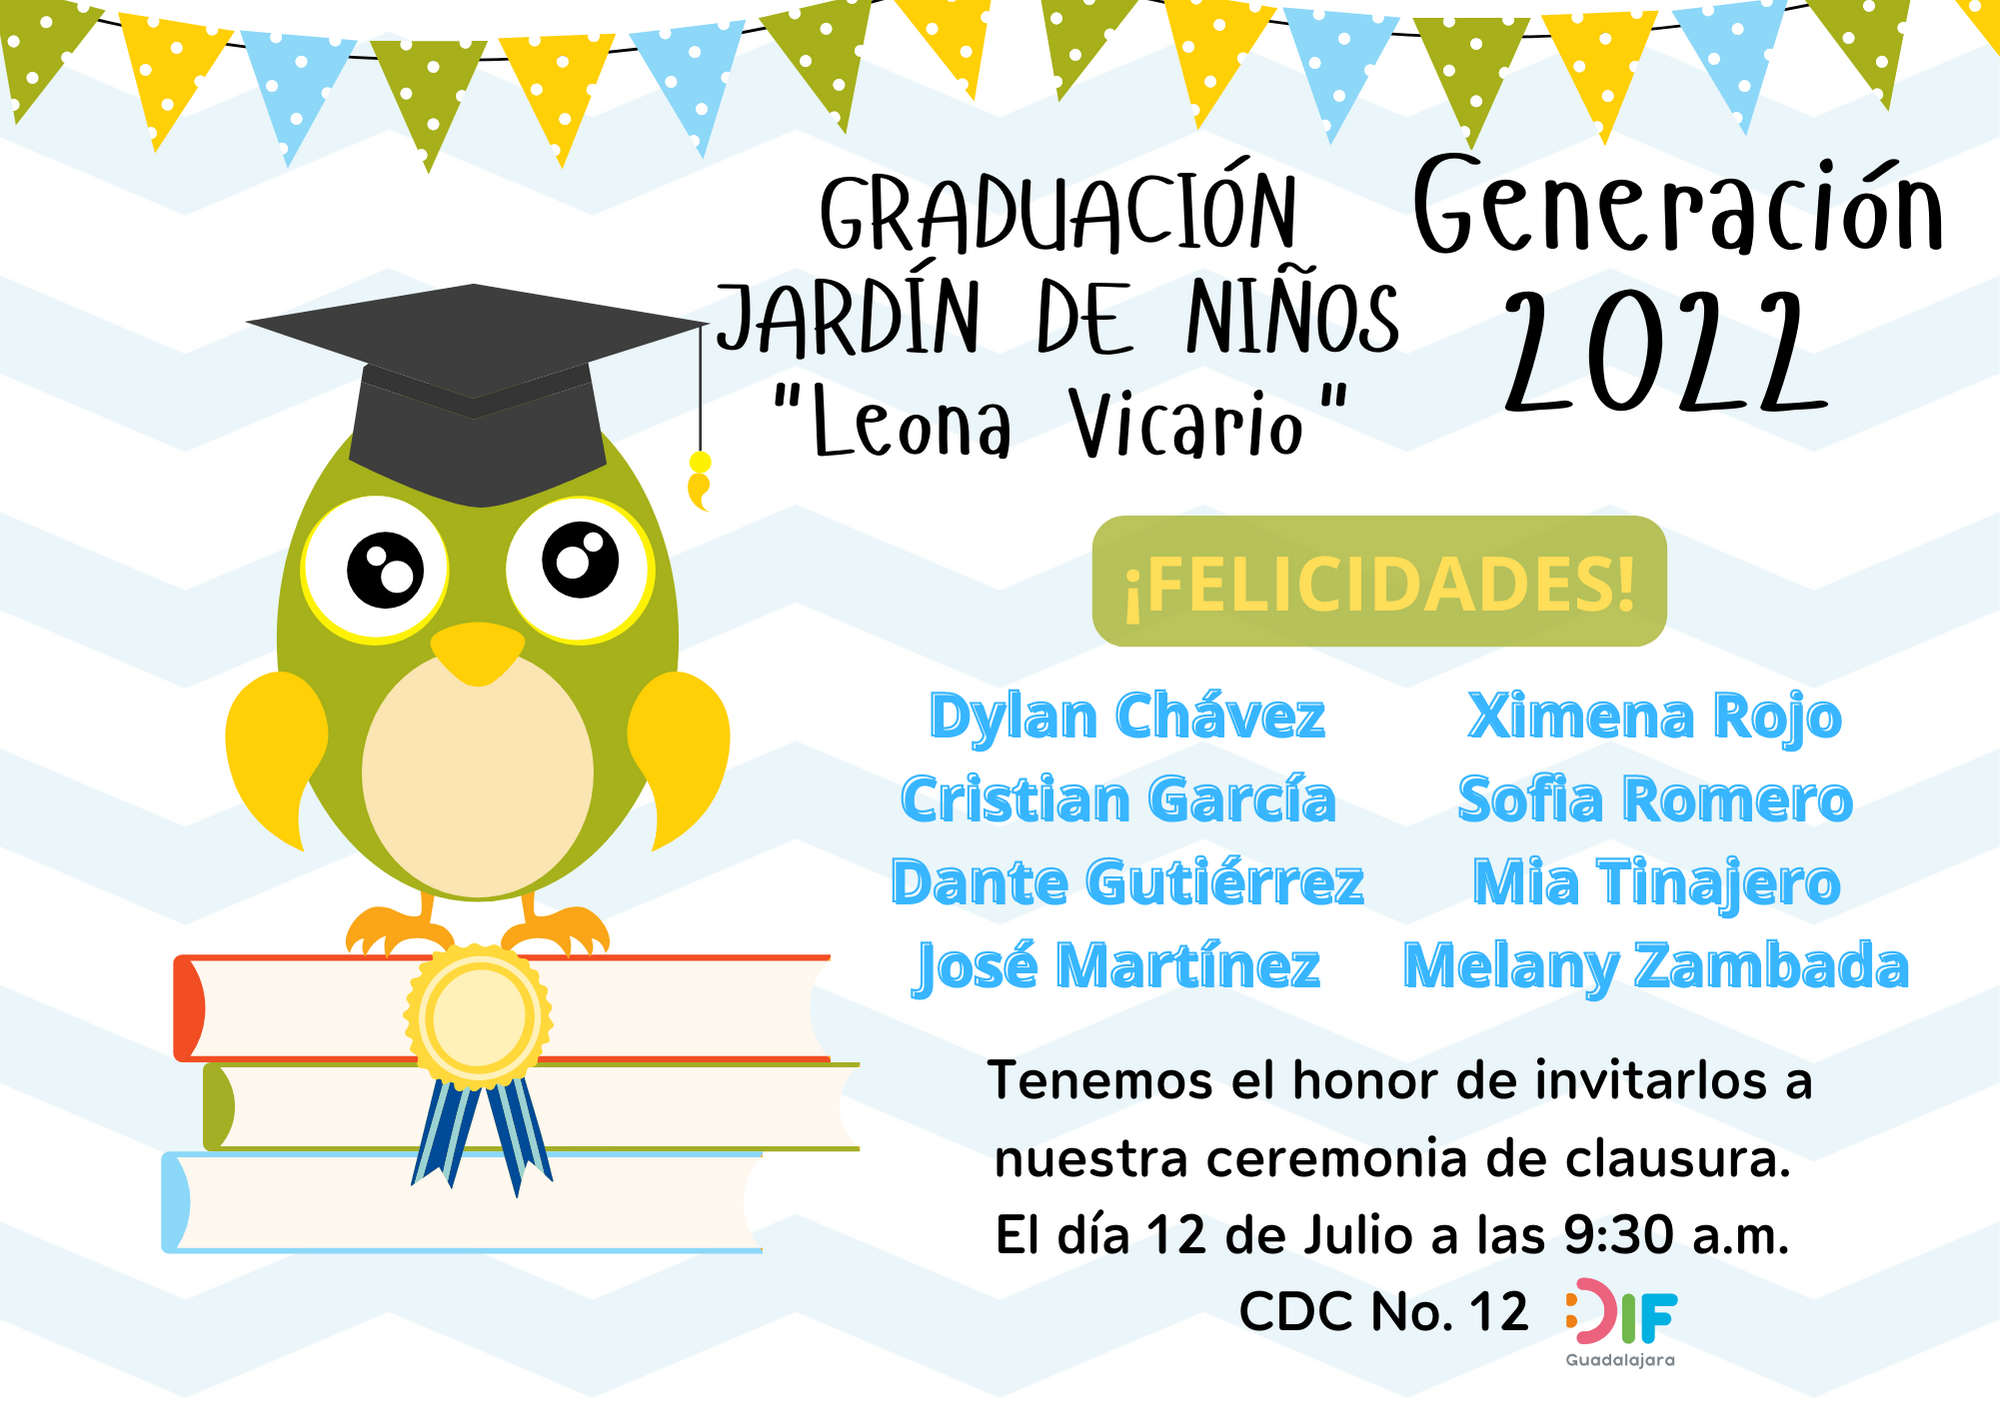 GRADUACIÓN
JARDÍN DE NIÑOS
"Leona Vicario"
Generación
2022
¡FELICIDADES!
Dylan Chávez
Cristian García
Dante Gutiérrez
José Martínez
Ximena Rojo
Sofia Romero
Mia Tinajero
Melany Zambada
Tenemos el honor de invitarlos a
nuestra ceremonia de clausura.
El día 12 de Julio a las 9:30 a.m.
CDC No. 12
DIF
Guadalajara